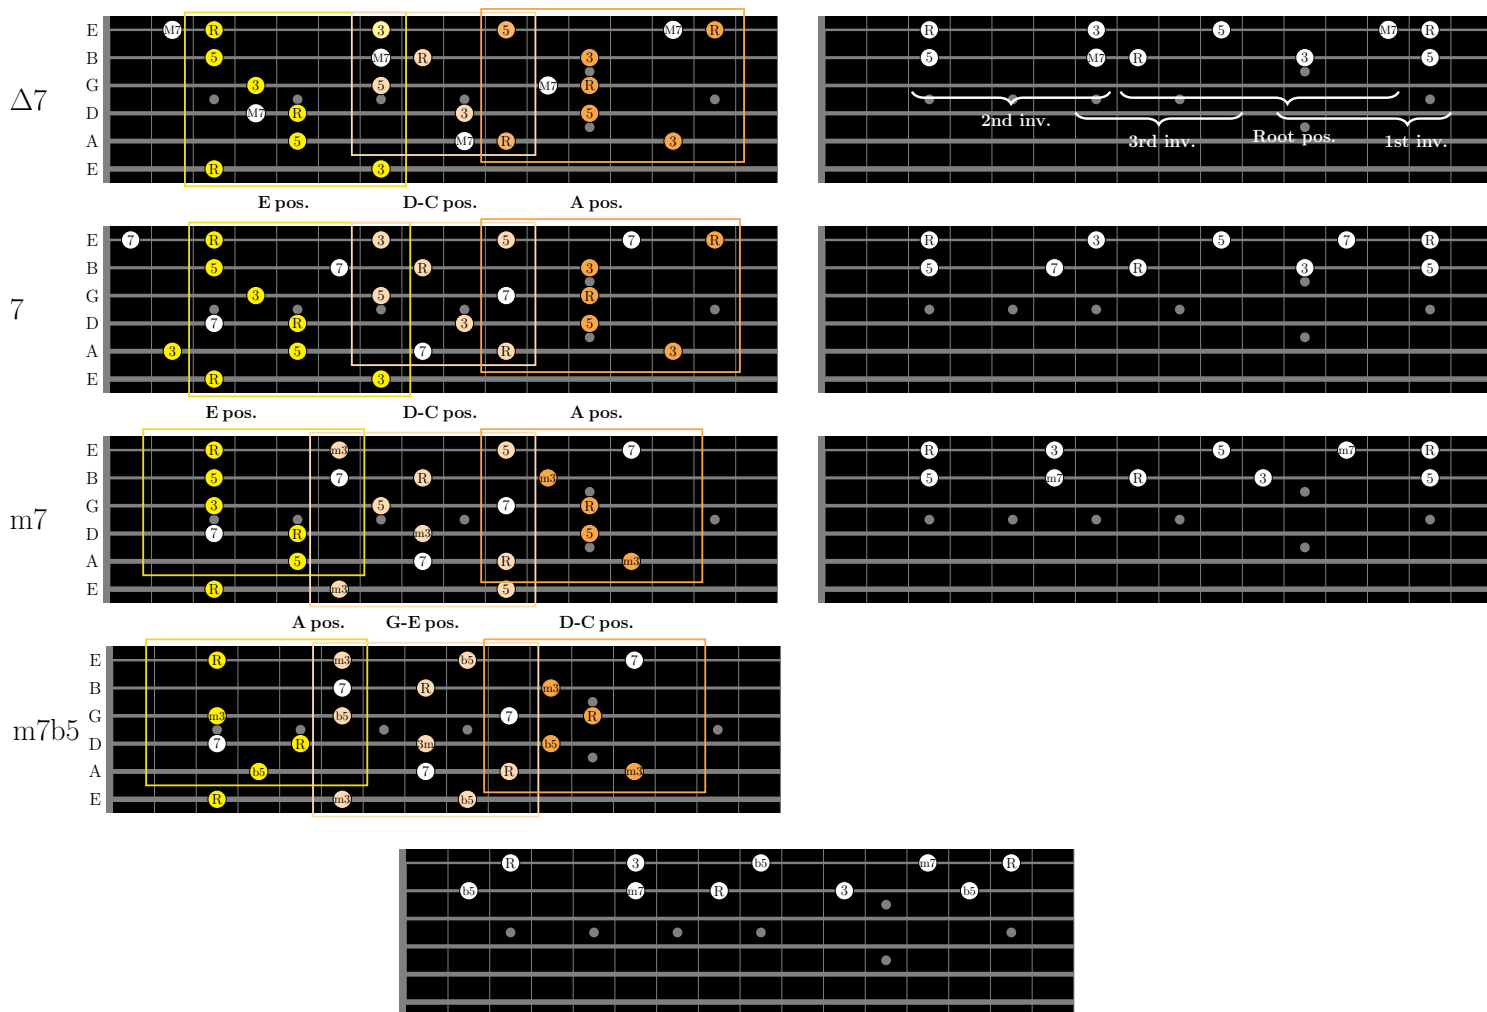 E M7 R 3 5 M7 R
B 5 M7 R 3
G 3 5 M7 R
Δ7
D M7 R 3 5
A 5 M7 R 3
E R 3
R 3 5 M7 R
5 M7 R 3 5
2nd inv.
3rd inv. Root pos. 1st inv.
E pos. D-C pos. A pos.
E 7 R 3 5 7 R
B 5 7 R 3
G 3 5 7 R
7
D 7 R 3 5
A 3 5 7 R 3
E R 3
R 3 5 7 R
5 7 R 3 5
E pos. D-C pos. A pos.
E R m3 5 7
B 5 7 R m3
G 3 5 7 R
m7
D 7 R m3 5
A 5 7 R m3
E R m3 5
R 3 5 m7 R
5 m7 R 3 5
A pos. G-E pos. D-C pos.
E R m3 b5 7
B 7 R m3
G m3 b5 7 R
m7b5
D 7 R 3m b5
A b5 7 R m3
E R m3 b5
R 3 b5 m7 R
b5 m7 R 3 b5